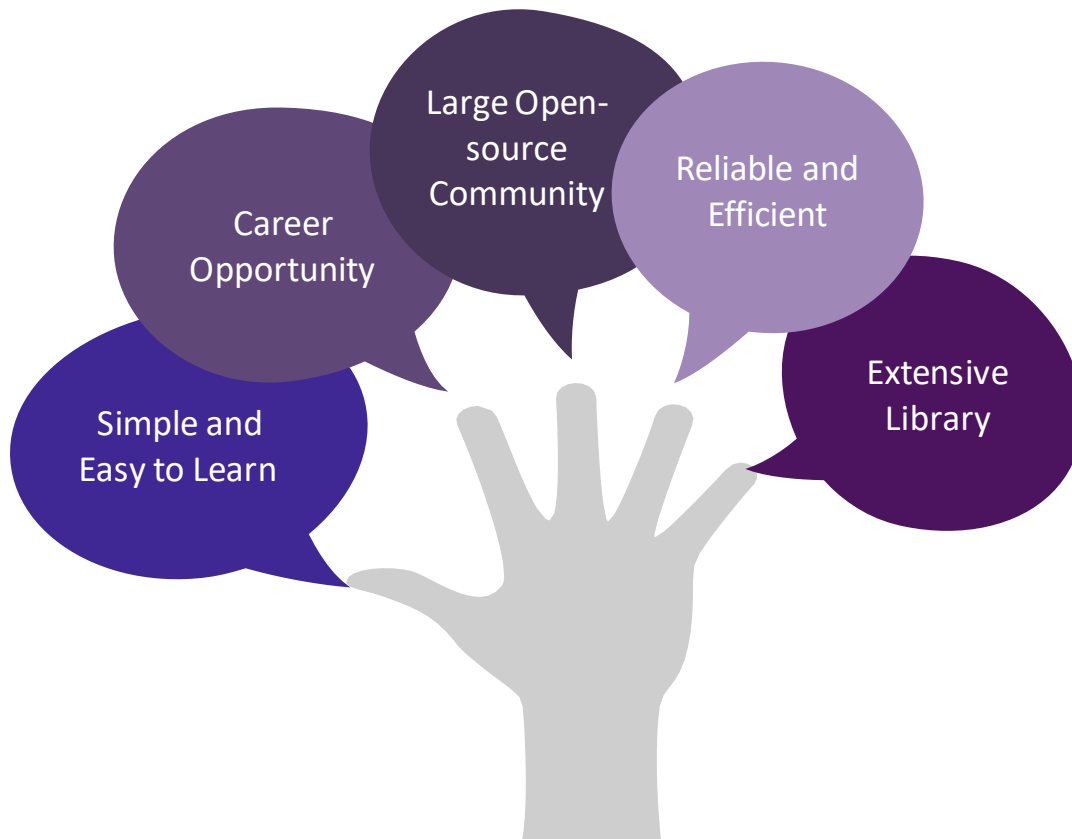 Simple and
Easy to Learn
Career
Opportunity
Large Open-
source
Community
Reliable and
Efficient
Extensive
Library